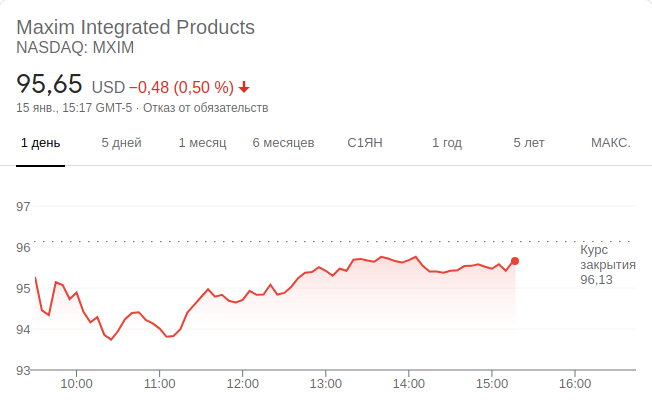 Maxim Integrated Products
NASDAQ: MXIM
95,65 USD −0,48 (0,50 %)
15 янв., 15:17 GMT-5 · Отказ от обязательств
1 день 5 дней 1 месяц 6 месяцев С1ЯН 1 год 5 лет МАКС.
97
96
95
94
93
Курс
закрытия
96,13
10:00 11:00 12:00 13:00 14:00 15:00 16:00